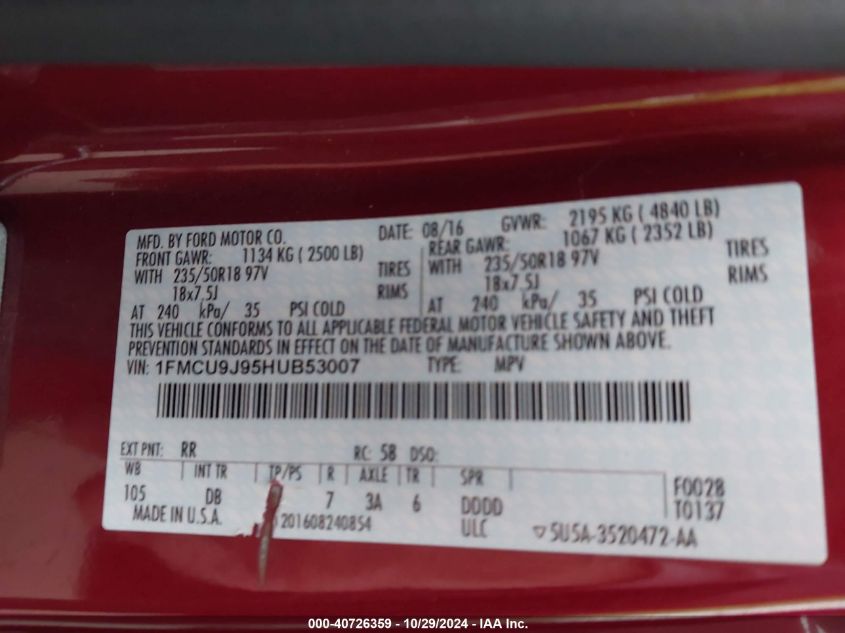 MFD. BY FORD MOTOR CO. DATE: 08/16 GVWR: 2195 KG ( 4840 LB)
FRONT GAWR: 1134 KG ( 2500 LB) REAR GAWR: 1067 KG ( 2352 LB)
WITH 235/50R18 97V TIRES WITH 235/50R18 97V TIRES
18x7.5J RIMS 18x7.5J RIMS
AT 240 kPa/ 35 PSI COLD AT 240 kPa/ 35 PSI COLD
THIS VEHICLE CONFORMS TO ALL APPLICABLE FEDERAL MOTOR VEHICLE SAFETY AND THEFT
PREVENTION STANDARDS IN EFFECT ON THE DATE OF MANUFACTURE SHOWN ABOVE.
VIN: 1FMCU9J95HUB53007 TYPE: MPV
EXT PNT: RR RC: 58 DSO:
WB INT TR TP/PS R AXLE TR SPR
105 DB 7 3A 6 DDDD F0028
T0137
MADE IN U.S.A. 201608240854 ULC 5U5A-3520472-AA
000-40726359 - 10/29/2024 - IAA Inc.